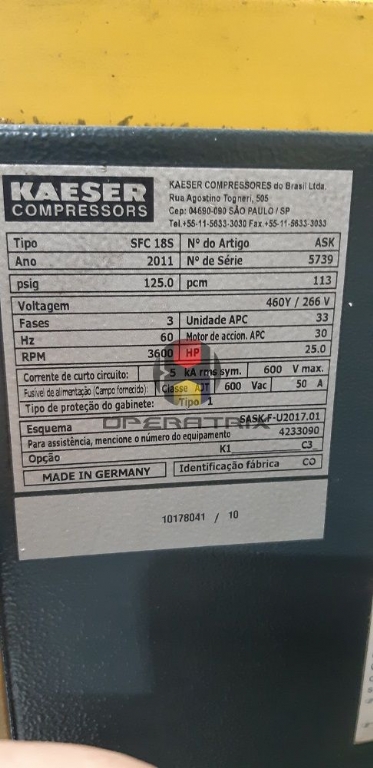 KAESER
COMPRESSORS
KAESER COMPRESSORES do Brasil Ltda.
Rua Agostino Togneri, 505
Cep: 04690-090 SÃO PAULO / SP
Tel.+55-11-5633-3030 Fax.+55-11-5633-3033
Tipo SFC 18S Nº do Artigo ASK
Ano 2011 Nº de Série 5739
psig 125.0 pcm 113
Voltagem 460Y / 266 V
Fases 3 Unidade APC 33
Hz 60 Motor de accion. APC 30
RPM 3600 HP 25.0
Corrente de curto circuito: 5 kA rms sym. 600 V max.
Fusível de alimentação (Campo fornecido): Classe J/JT 600 Vac 50 A
Tipo de proteção do gabinete: Tipo 1
OPERATRIX
Esquema SASK.F-U2017.01
Para assistência, mencione o número do equipamento 4233090
Opção K1 C3
MADE IN GERMANY Identificação fábrica CO
10178041 / 10